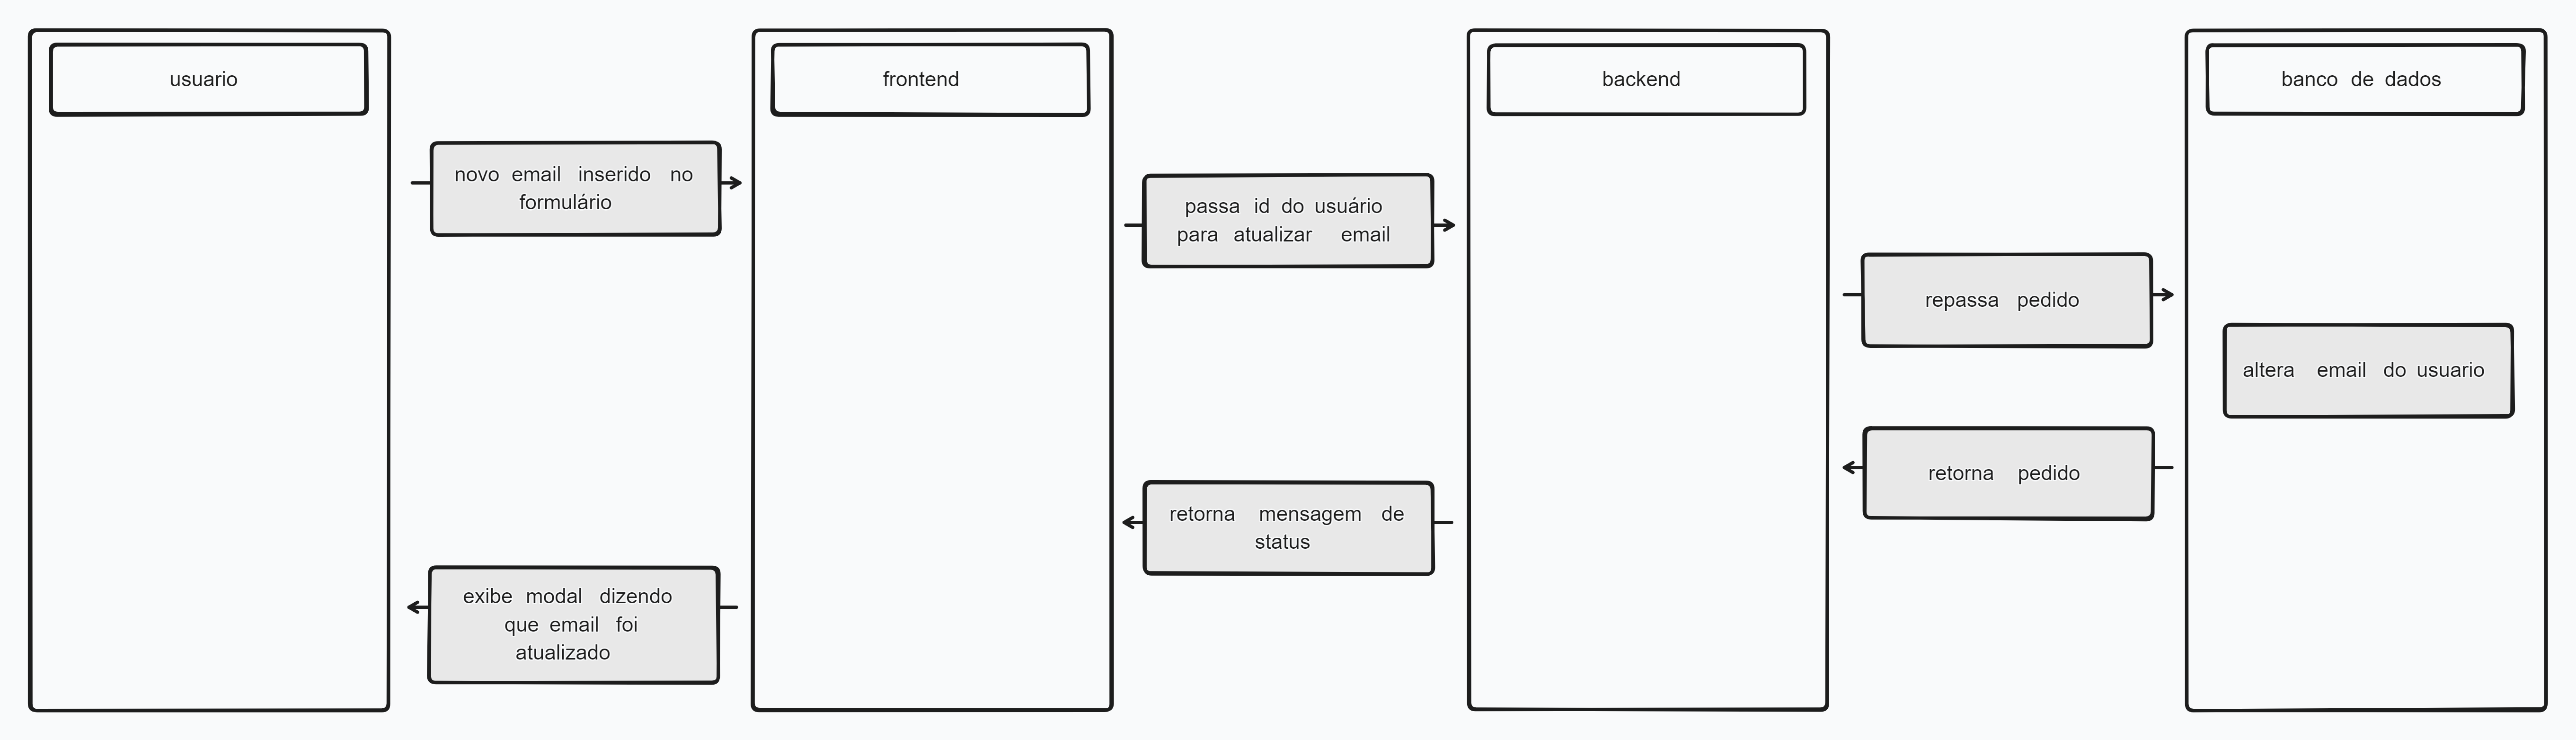 usuario
frontend
backend
banco de dados
novo email inserido no
formulário
passa id do usuário
para atualizar email
repassa pedido
altera email do usuario
retorna pedido
retorna mensagem de
status
exibe modal dizendo
que email foi
atualizado